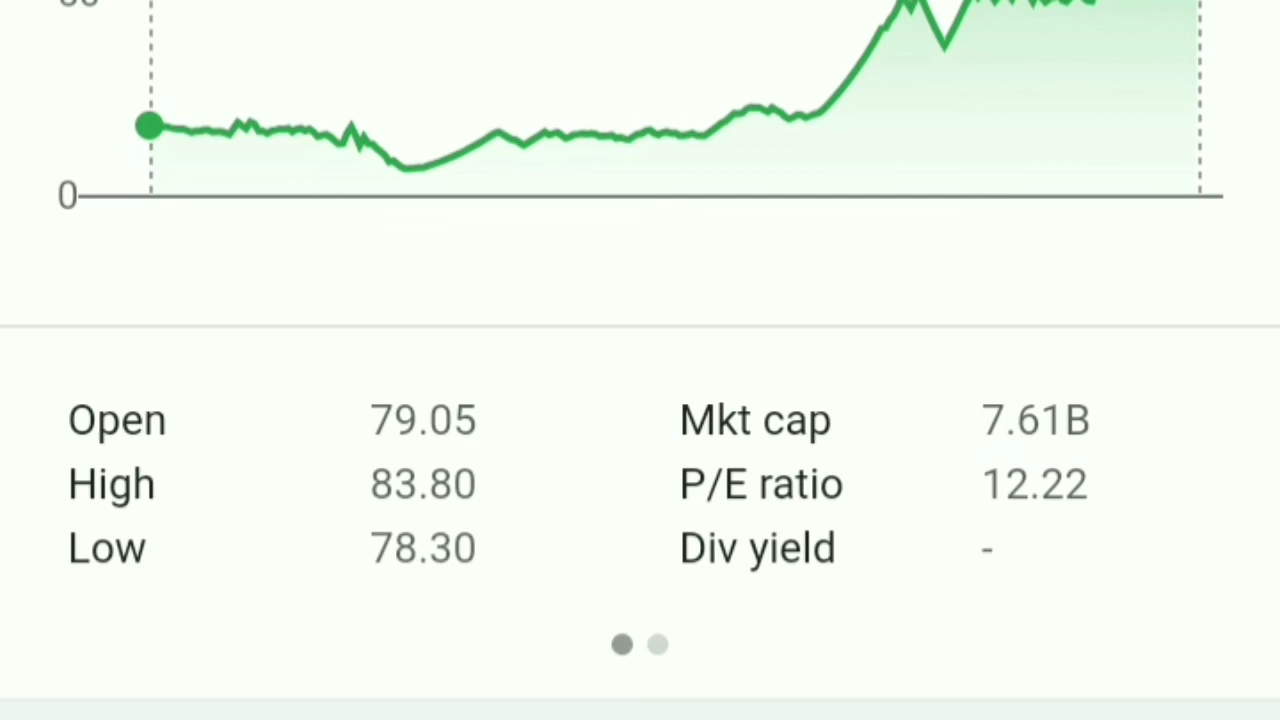 0
Open 79.05 Mkt cap 7.61B
High 83.80 P/E ratio 12.22
Low 78.30 Div yield -